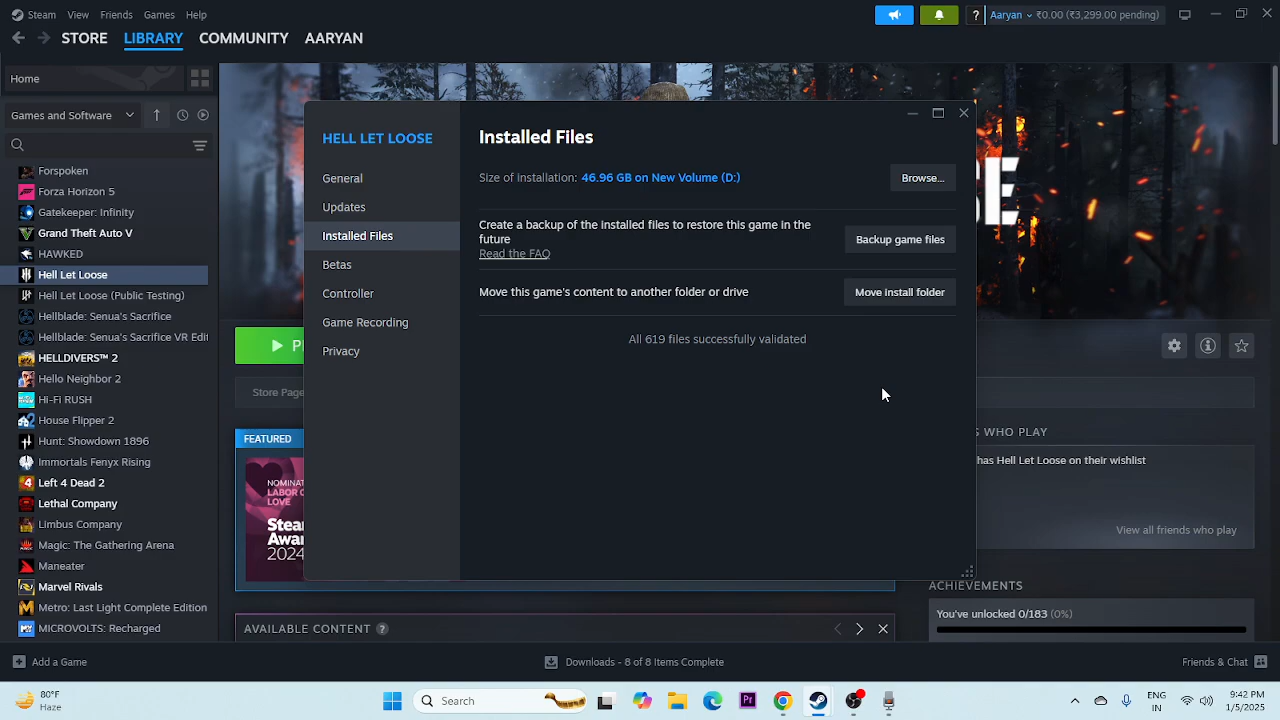 Steam View Friends Games Help
? Aaryan ₹0.00 (₹3,299.00 pending)
STORE LIBRARY COMMUNITY AARYAN
Home
Games and Software
Forspoken
Forza Horizon 5
Gatekeeper: Infinity
Grand Theft Auto V
HAWKED
Hell Let Loose
Hell Let Loose (Public Testing)
Hellblade: Senua's Sacrifice
Hellblade: Senua's Sacrifice VR Edit
HELLDIVERS™ 2
Hello Neighbor 2
Hi-Fi RUSH
House Flipper 2
Hunt: Showdown 1896
Immortals Fenyx Rising
Left 4 Dead 2
Lethal Company
Limbus Company
Magic: The Gathering Arena
Maneater
Marvel Rivals
Metro: Last Light Complete Edition
MICROVOLTS: Recharged
HELL LET LOOSE
General
Updates
Installed Files
Betas
Controller
Game Recording
Privacy
Installed Files
Size of installation: 46.96 GB on New Volume (D:)
Browse...
Create a backup of the installed files to restore this game in the
future
Read the FAQ
Backup game files
Move this game's content to another folder or drive
Move install folder
All 619 files successfully validated
SE
P
Store Page
FEATURED
NOMINAT
LABOR O
LOVE
Stea
Awar
2024
S WHO PLAY
has Hell Let Loose on their wishlist
View all friends who play
ACHIEVEMENTS
You've unlocked 0/183 (0%)
AVAILABLE CONTENT ?
Add a Game
Downloads - 8 of 8 Items Complete
Friends & Chat
80°F
Haze
Search
Pr
ENG
IN
9:42 PM
1/5/2025